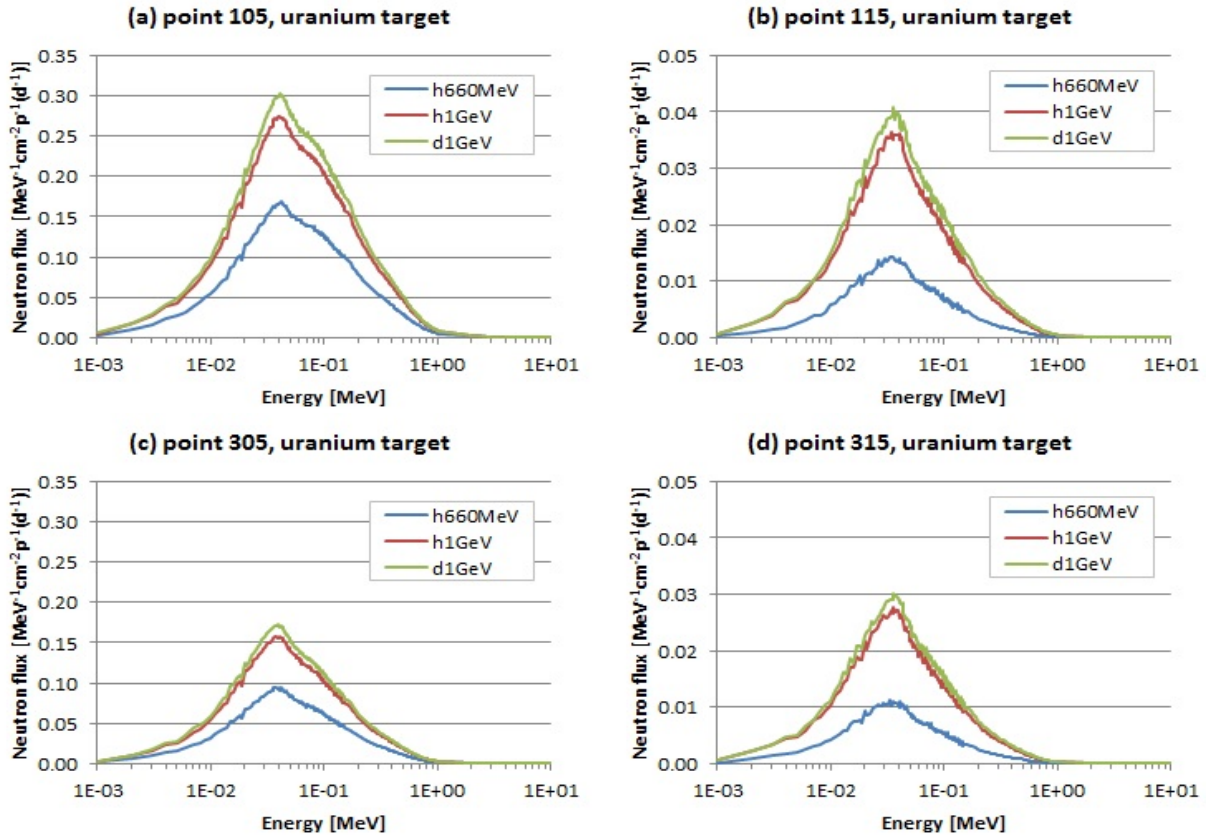 (a) point 105, uranium target
Neutron flux [MeV⁻¹cm⁻²p⁻¹(d⁻¹)]
0.35
0.30
0.25
0.20
0.15
0.10
0.05
0.00
h660MeV
h1GeV
d1GeV
1E-03 1E-02 1E-01 1E+00 1E+01
Energy [MeV]
(b) point 115, uranium target
Neutron flux [MeV⁻¹cm⁻²p⁻¹(d⁻¹)]
0.05
0.04
0.03
0.02
0.01
0.00
h660MeV
h1GeV
d1GeV
1E-03 1E-02 1E-01 1E+00 1E+01
Energy [MeV]
(c) point 305, uranium target
Neutron flux [MeV⁻¹cm⁻²p⁻¹(d⁻¹)]
0.35
0.30
0.25
0.20
0.15
0.10
0.05
0.00
h660MeV
h1GeV
d1GeV
1E-03 1E-02 1E-01 1E+00 1E+01
Energy [MeV]
(d) point 315, uranium target
Neutron flux [MeV⁻¹cm⁻²p⁻¹(d⁻¹)]
0.05
0.04
0.03
0.02
0.01
0.00
h660MeV
h1GeV
d1GeV
1E-03 1E-02 1E-01 1E+00 1E+01
Energy [MeV]